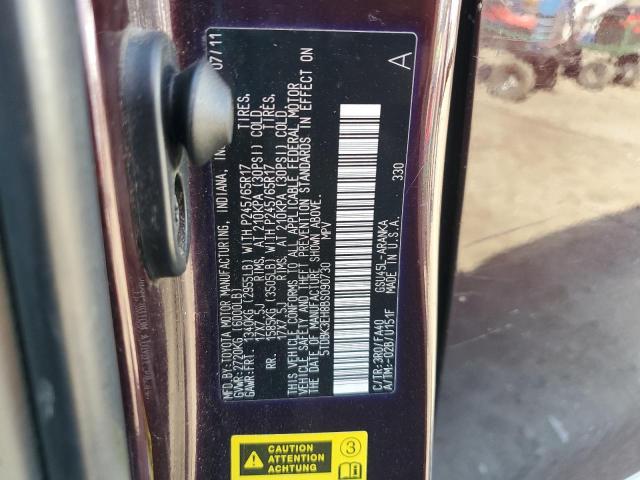 MFD.BY:TOYOTA MOTOR MANUFACTURING, INDIANA, INC. 07/11
GVWR:2720KG(6000LB)
GAWR:FRT. 1340KG(2955LB) WITH P245/65R17 TIRES,
17X7.5J RIMS, AT 210KPA(30PSI) COLD.
RR. 1585KG(3505LB) WITH P245/65R17 TIRES,
17X7.5J RIMS, AT 210KPA(30PSI) COLD.
THIS VEHICLE CONFORMS TO ALL APPLICABLE FEDERAL MOTOR
VEHICLE SAFETY AND THEFT PREVENTION STANDARDS IN EFFECT ON
THE DATE OF MANUFACTURE SHOWN ABOVE.
5TDBK3EH8BS090730 MPV
A
330
C/TR:3R0/FA40 GSU45L-ARANKA
A/TM:-02B/U151F MADE IN U.S.A.
CAUTION
ATTENTION
ACHTUNG
3